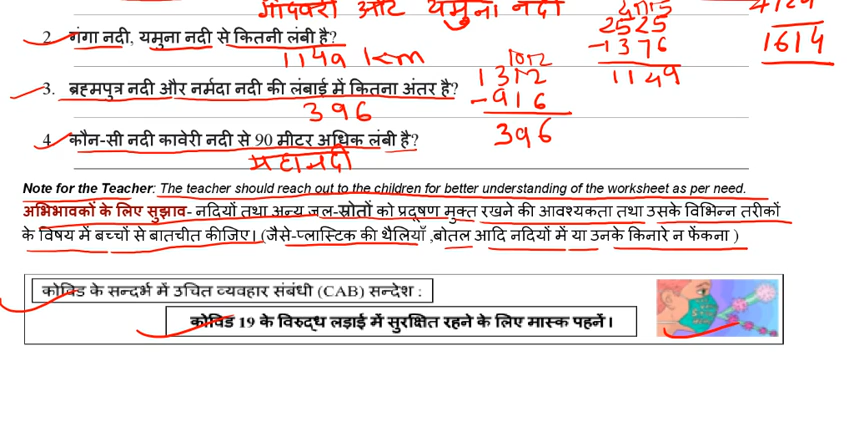 गोदावरी और यमुना नदी
2. गंगा नदी, यमुना नदी से कितनी लंबी है?
1149 km
2525
-1376
1149
1614
3. ब्रह्मपुत्र नदी और नर्मदा नदी की लंबाई में कितना अंतर है?
396
1312
-916
396
4. कौन-सी नदी कावेरी नदी से 90 मीटर अधिक लंबी है?
महानदी
Note for the Teacher: The teacher should reach out to the children for better understanding of the worksheet as per need.
अभिभावकों के लिए सुझाव- नदियों तथा अन्य जल-स्रोतों को प्रदूषण मुक्त रखने की आवश्यकता तथा उसके विभिन्न तरीकों
के विषय में बच्चों से बातचीत कीजिए। (जैसे-प्लास्टिक की थैलियाँ ,बोतल आदि नदियों में या उनके किनारे न फेंकना )
कोविड के सन्दर्भ में उचित व्यवहार संबंधी (CAB) सन्देश :
कोविड 19 के विरुद्ध लड़ाई में सुरक्षित रहने के लिए मास्क पहनें।